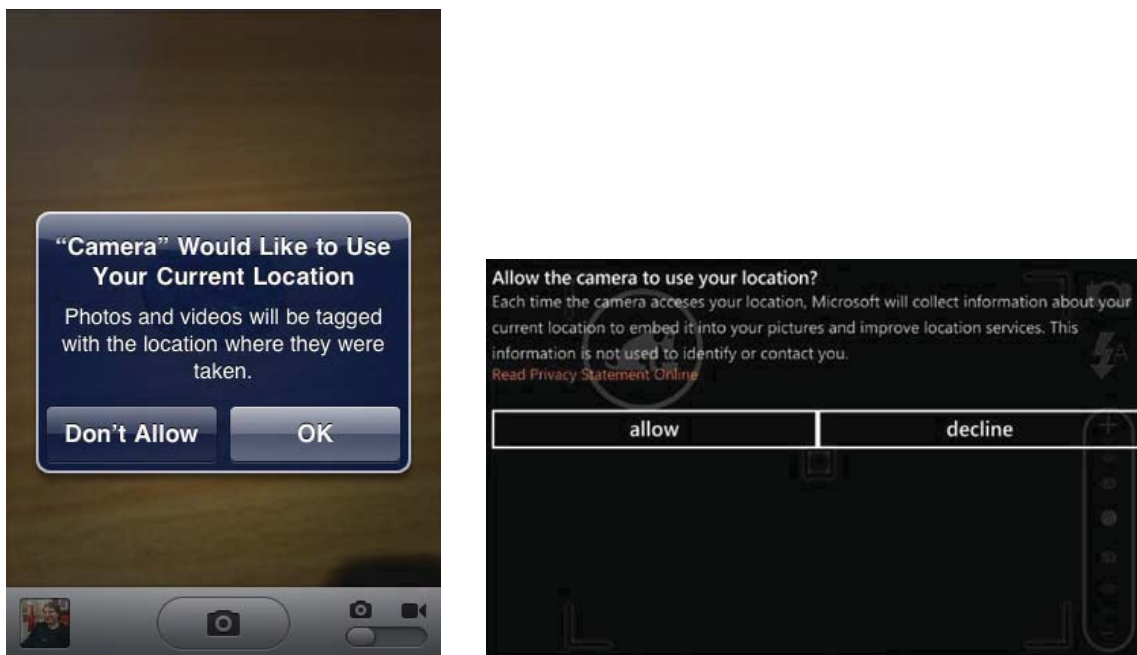 “Camera” Would Like to Use
Your Current Location
Photos and videos will be tagged
with the location where they were
taken.
Don’t Allow
OK
Allow the camera to use your location?
Each time the camera acceses your location, Microsoft will collect information about your
current location to embed it into your pictures and improve location services. This
information is not used to identify or contact you.
Read Privacy Statement Online
A
allow
decline